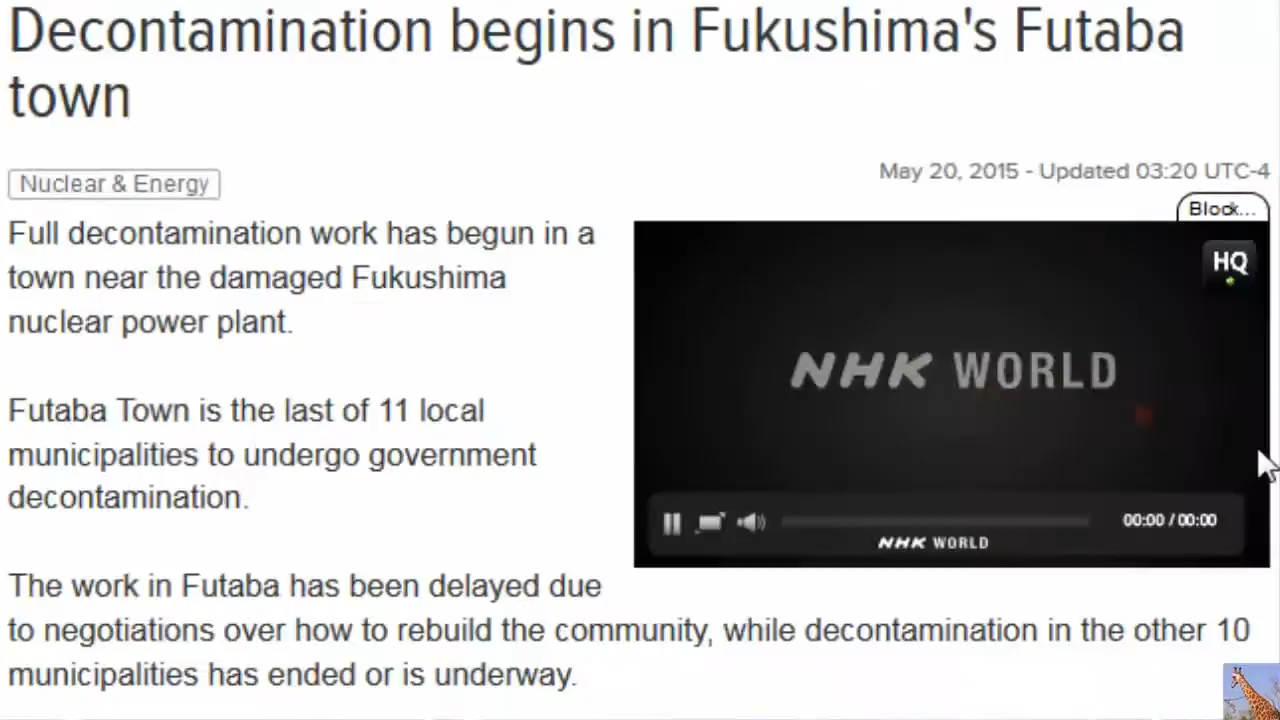 Decontamination begins in Fukushima's Futaba
town
Nuclear & Energy
May 20, 2015 - Updated 03:20 UTC-4
Block...
Full decontamination work has begun in a
town near the damaged Fukushima
nuclear power plant.
HQ
NHK WORLD
Futaba Town is the last of 11 local
municipalities to undergo government
decontamination.
00:00 / 00:00
NHK WORLD
The work in Futaba has been delayed due
to negotiations over how to rebuild the community, while decontamination in the other 10
municipalities has ended or is underway.